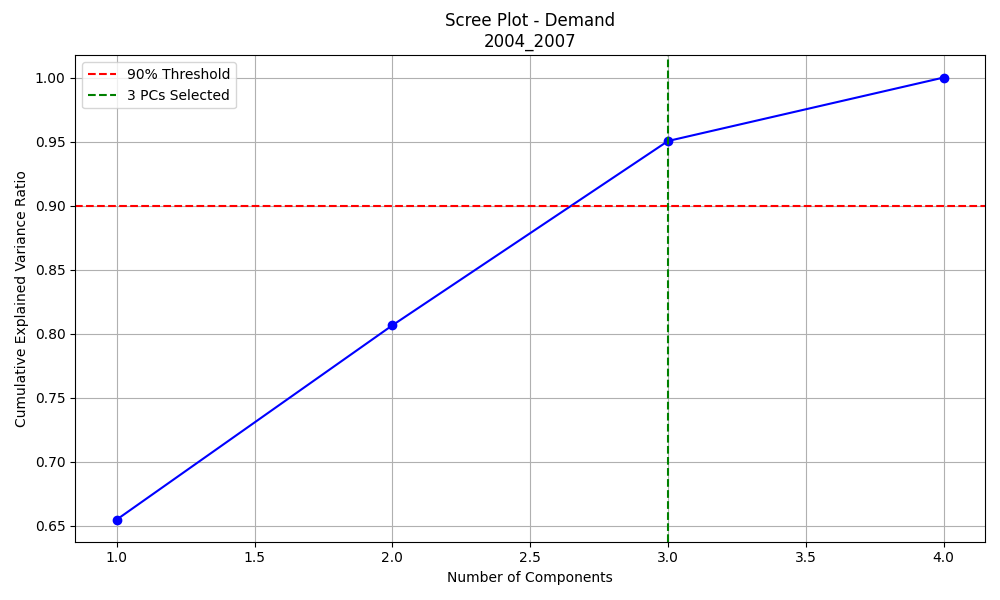 Scree Plot - Demand
2004_2007
90% Threshold
3 PCs Selected
Cumulative Explained Variance Ratio
1.00
0.95
0.90
0.85
0.80
0.75
0.70
0.65
1.0 1.5 2.0 2.5 3.0 3.5 4.0
Number of Components